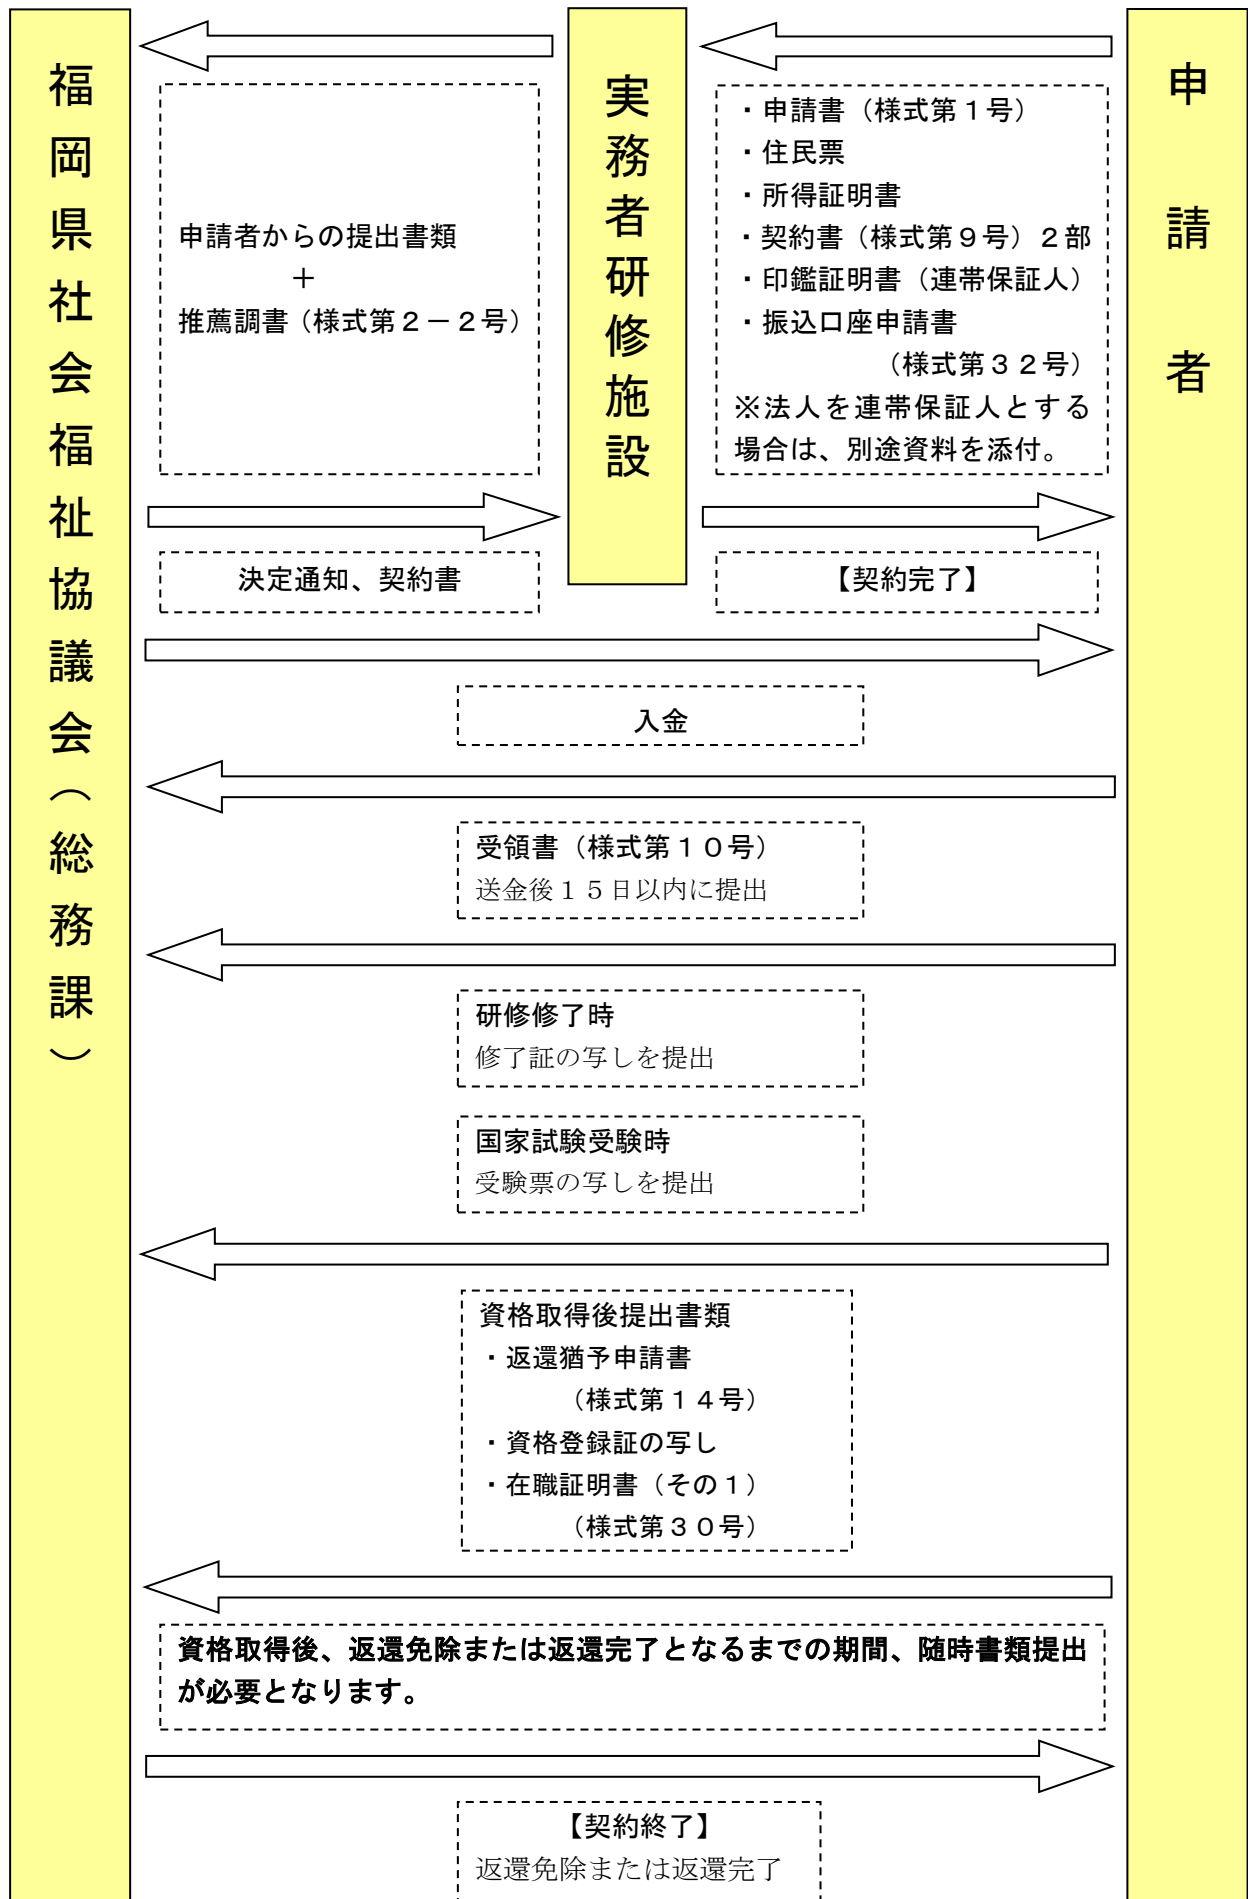 福岡県社会福祉協議会（総務課）
実務者研修施設
申請者
申請者からの提出書類
＋
推薦調書（様式第２－２号）
・申請書（様式第１号）
・住民票
・所得証明書
・契約書（様式第９号）２部
・印鑑証明書（連帯保証人）
・振込口座申請書
（様式第３２号）
※法人を連帯保証人とする
場合は、別途資料を添付。
決定通知、契約書
【契約完了】
入金
受領書（様式第１０号）
送金後１５日以内に提出
研修修了時
修了証の写しを提出
国家試験受験時
受験票の写しを提出
資格取得後提出書類
・返還猶予申請書
（様式第１４号）
・資格登録証の写し
・在職証明書（その１）
（様式第３０号）
資格取得後、返還免除または返還完了となるまでの期間、随時書類提出
が必要となります。
【契約終了】
返還免除または返還完了